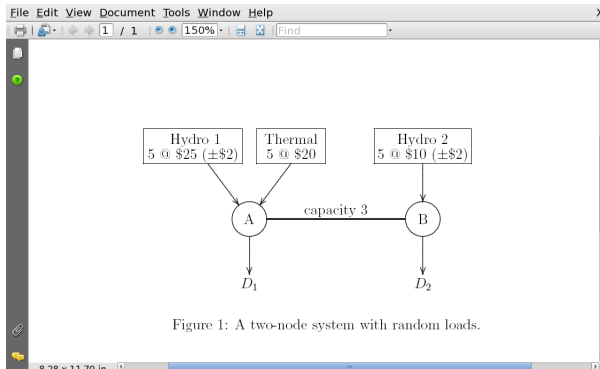 File Edit View Document Tools Window Help
1 / 1 150% Find
Hydro 1
5 @ $25 (±$2)
Thermal
5 @ $20
Hydro 2
5 @ $10 (±$2)
capacity 3
A
B
D₁
D₂
Figure 1: A two-node system with random loads.
8.28 x 11.70 in